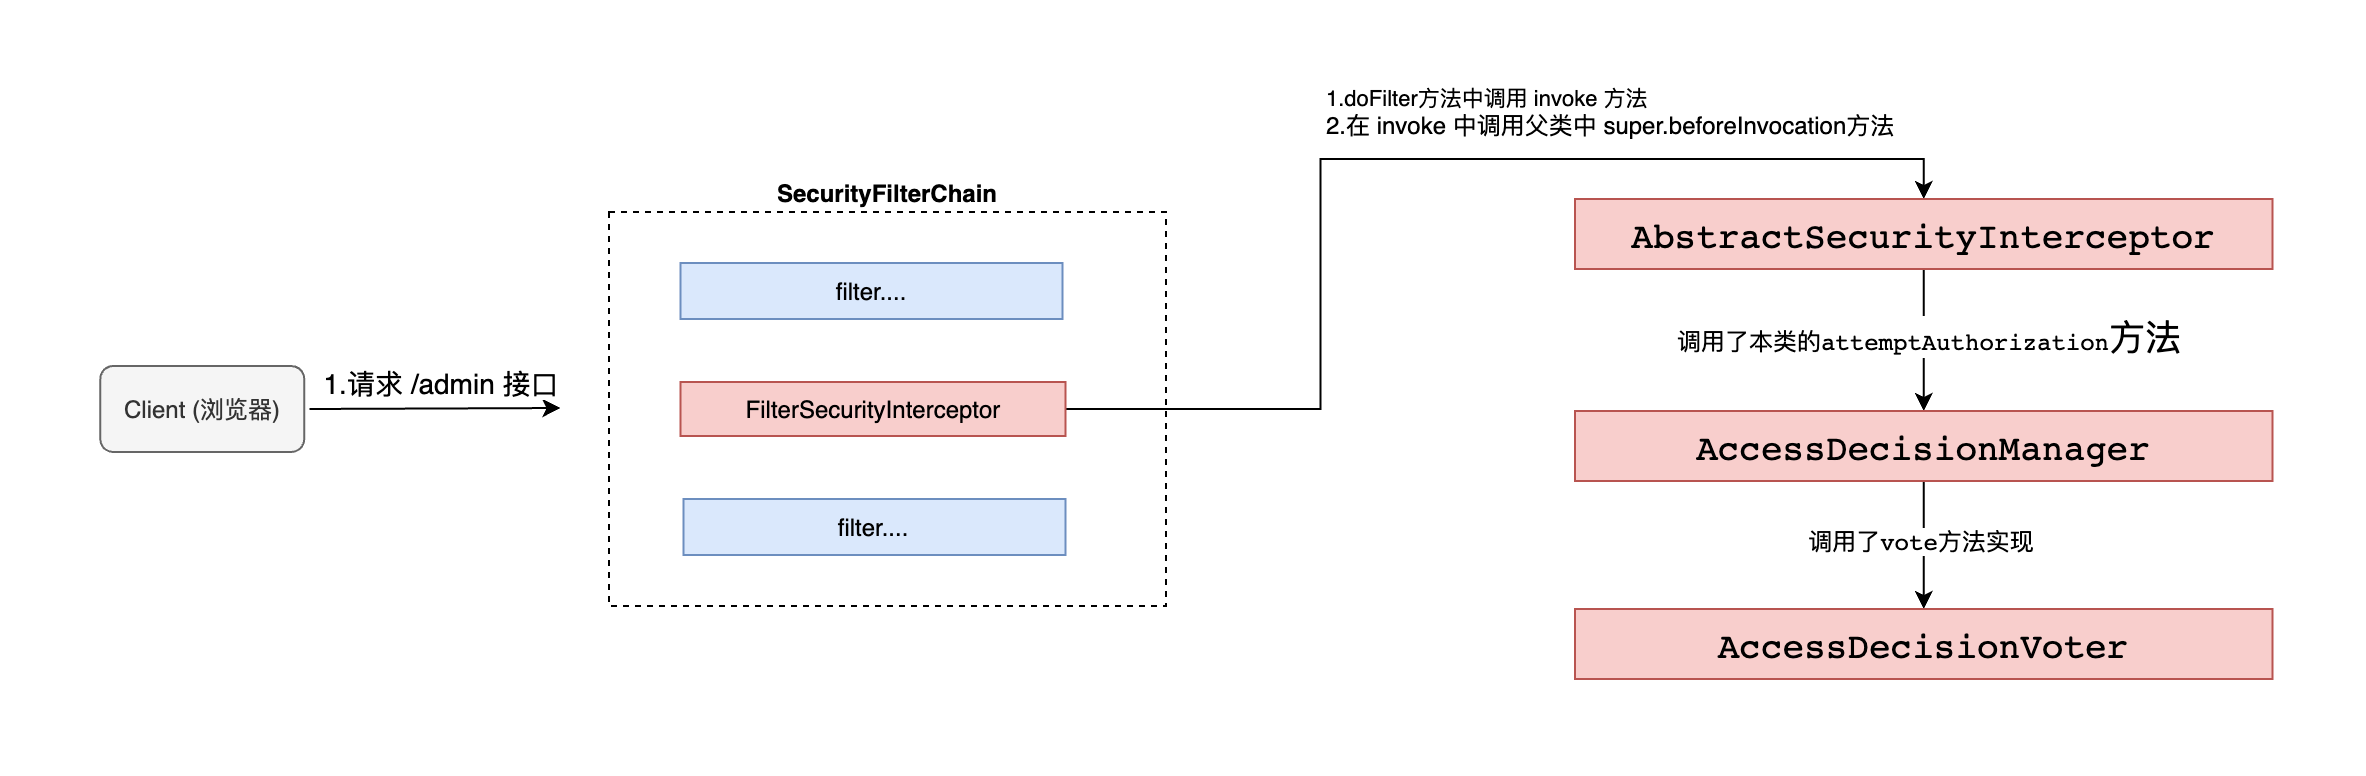 1.doFilter方法中调用 invoke 方法
2.在 invoke 中调用父类中 super.beforeInvocation方法
SecurityFilterChain
AbstractSecurityInterceptor
filter....
调用了本类的attemptAuthorization方法
1.请求 /admin 接口
Client (浏览器)
FilterSecurityInterceptor
AccessDecisionManager
filter....
调用了vote方法实现
AccessDecisionVoter